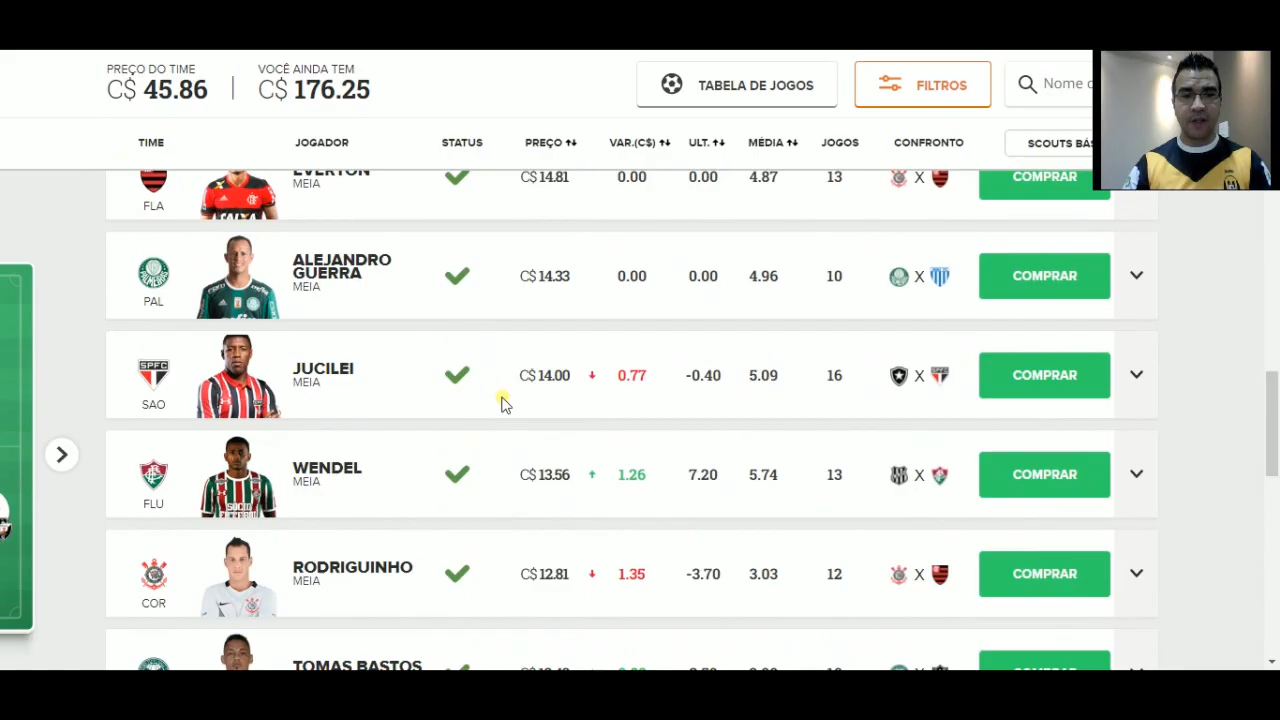 PREÇO DO TIME
C$ 45.86
VOCÊ AINDA TEM
C$ 176.25
TABELA DE JOGOS
FILTROS
Nome
TIME JOGADOR STATUS PREÇO VAR.(C$) ULT. MÉDIA JOGOS CONFRONTO SCOUTS BÁS
EVERTON
MEIA
FLA
C$ 14.81 0.00 0.00 4.87 13 X COMPRAR
ALEJANDRO
GUERRA
MEIA
PAL
C$ 14.33 0.00 0.00 4.96 10 X COMPRAR
JUCILEI
MEIA
SAO
C$ 14.00 0.77 -0.40 5.09 16 X COMPRAR
WENDEL
MEIA
FLU
C$ 13.56 1.26 7.20 5.74 13 X COMPRAR
RODRIGUINHO
MEIA
COR
C$ 12.81 1.35 -3.70 3.03 12 X COMPRAR
TOMAS BASTOS